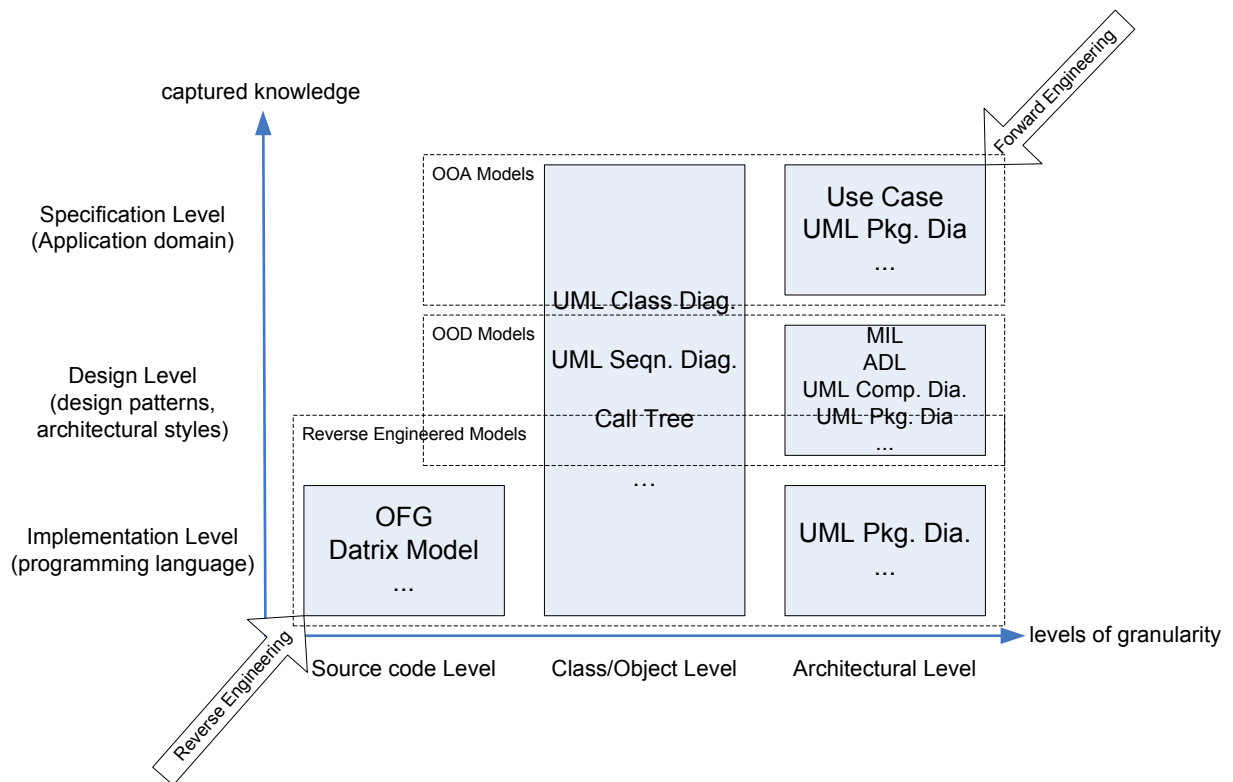 Forward Engineering
captured knowledge
OOA Models
Specification Level
(Application domain)
Use Case
UML Pkg. Dia
...
UML Class Diag.
OOD Models
UML Seqn. Diag.
Call Tree
...
MIL
ADL
UML Comp. Dia.
UML Pkg. Dia
...
Design Level
(design patterns,
architectural styles)
Reverse Engineered Models
Implementation Level
(programming language)
OFG
Datrix Model
...
UML Pkg. Dia.
...
levels of granularity
Source code Level
Class/Object Level
Architectural Level
Reverse Engineering